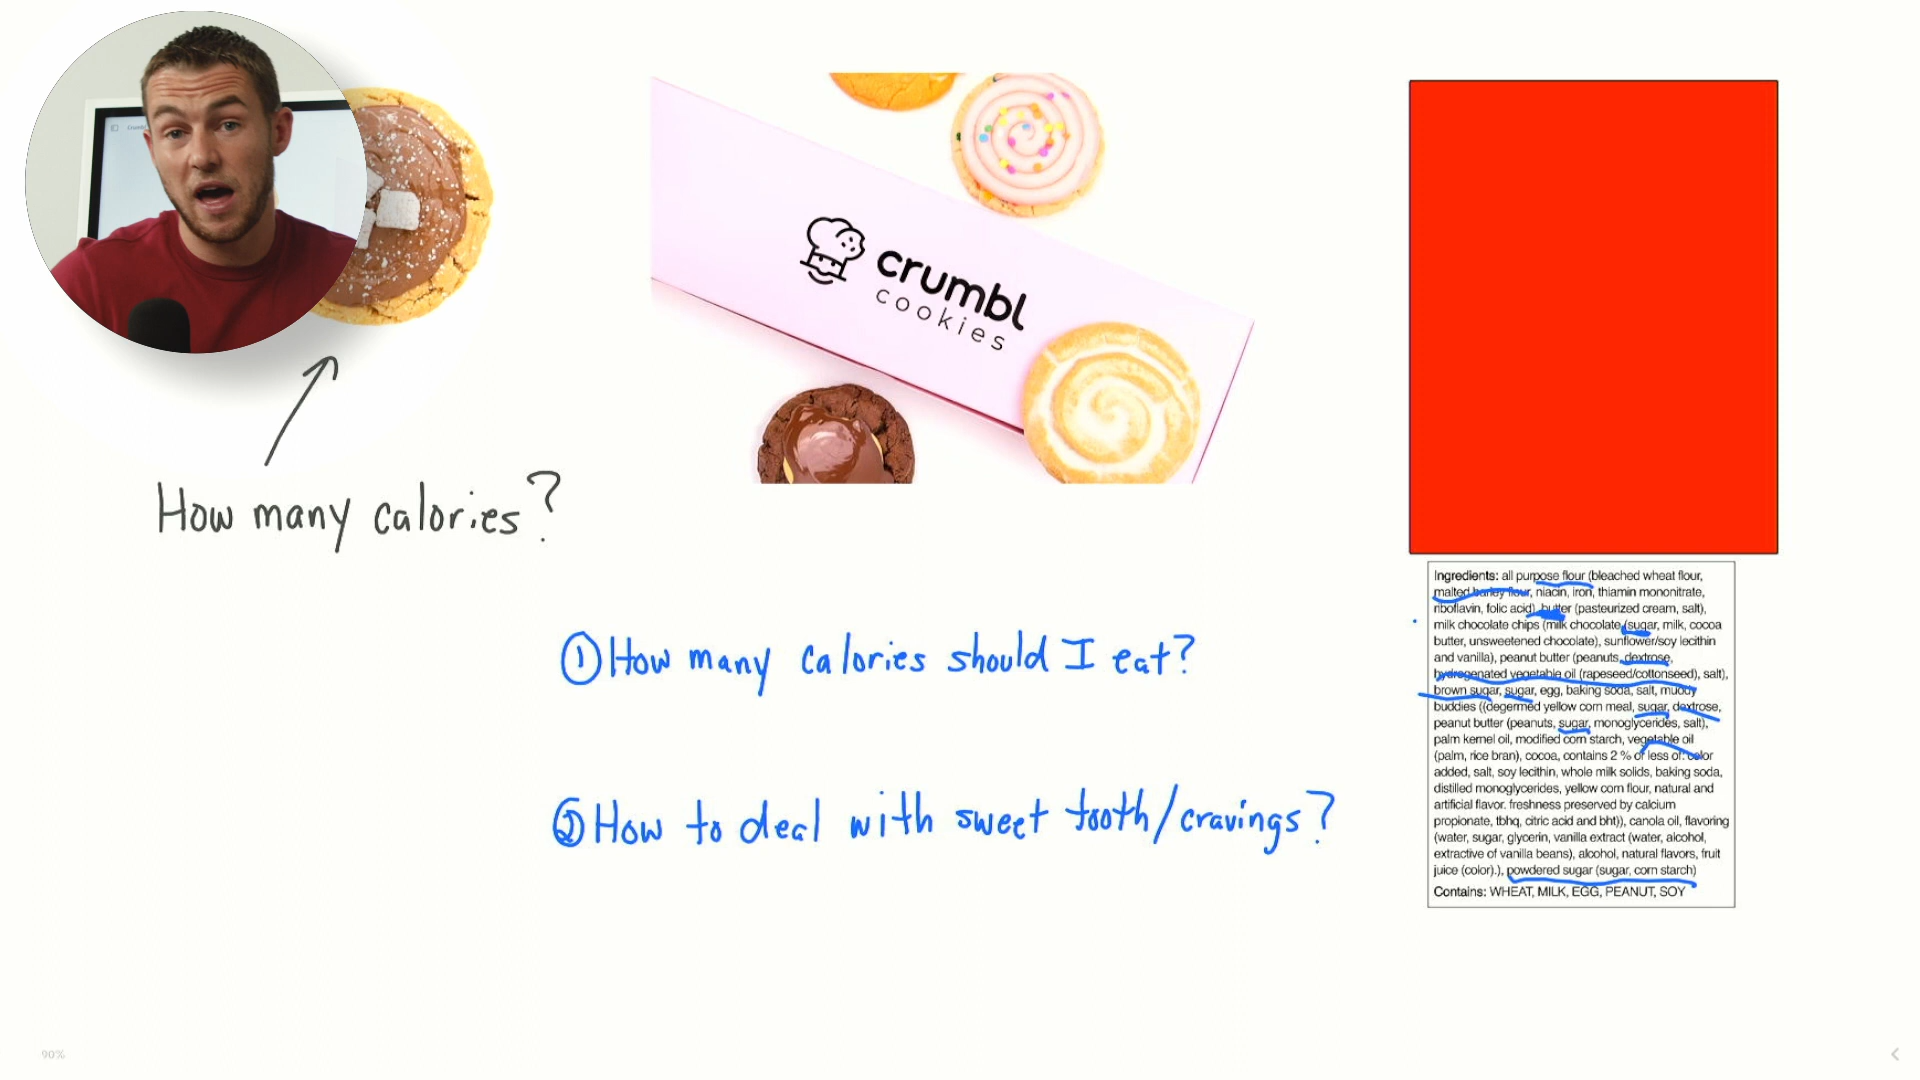 crumbl
cookies
How many calories?
① How many calories should I eat?
② How to deal with sweet tooth/cravings?
Ingredients: all purpose flour (bleached wheat flour,
malted barley flour, niacin, iron, thiamin mononitrate,
riboflavin, folic acid), butter (pasteurized cream, salt),
milk chocolate chips (milk chocolate (sugar, milk, cocoa
butter, unsweetened chocolate), sunflower/soy lecithin
and vanilla), peanut butter (peanuts, dextrose,
hydrogenated vegetable oil (rapeseed/cottonseed), salt),
brown sugar, sugar, egg, baking soda, salt, muddy
buddies ((degermed yellow corn meal, sugar, dextrose,
peanut butter (peanuts, sugar, monoglycerides, salt),
palm kernel oil, modified corn starch, vegetable oil
(palm, rice bran), cocoa, contains 2 % or less of: color
added, salt, soy lecithin, whole milk solids, baking soda,
distilled monoglycerides, yellow corn flour, natural and
artificial flavor. freshness preserved by calcium
propionate, tbhq, citric acid and bht)), canola oil, flavoring
(water, sugar, glycerin, vanilla extract (water, alcohol,
extractive of vanilla beans), alcohol, natural flavors, fruit
juice (color).), powdered sugar (sugar, corn starch)
Contains: WHEAT, MILK, EGG, PEANUT, SOY
90%